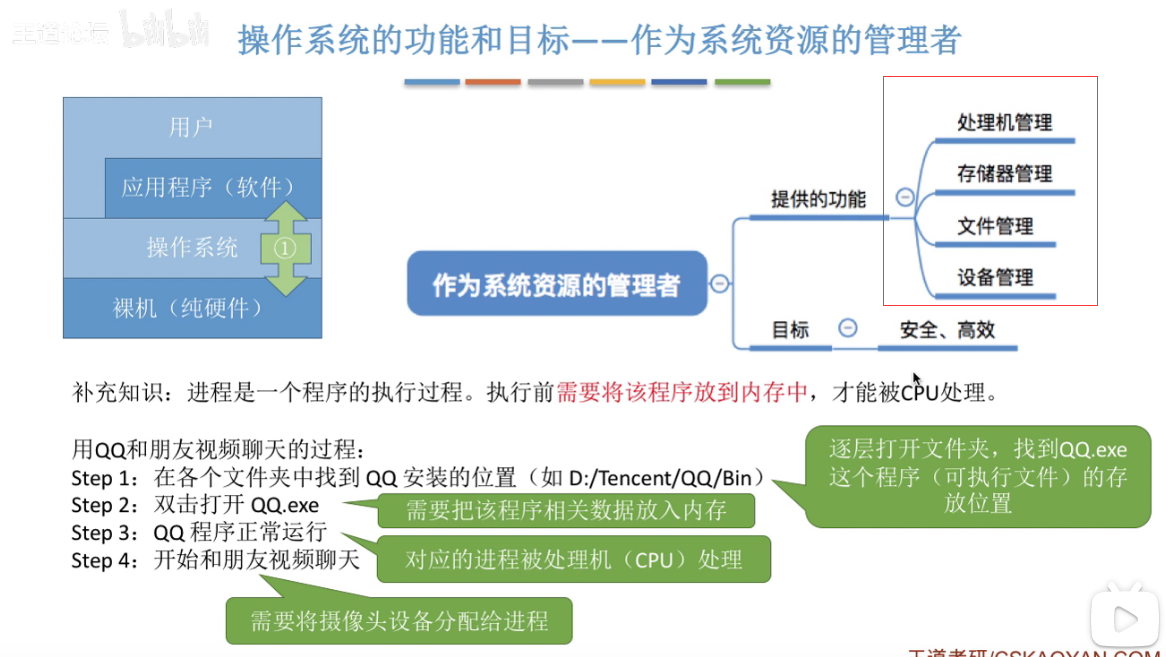 王道论坛 bilibili
操作系统的功能和目标——作为系统资源的管理者
用户
应用程序（软件）
操作系统
①
裸机（纯硬件）
作为系统资源的管理者
提供的功能
处理机管理
存储器管理
文件管理
设备管理
目标
安全、高效
补充知识：进程是一个程序的执行过程。执行前需要将该程序放到内存中，才能被CPU处理。
用QQ和朋友视频聊天的过程：
Step 1：在各个文件夹中找到 QQ 安装的位置（如 D:/Tencent/QQ/Bin）
Step 2：双击打开 QQ.exe
Step 3：QQ 程序正常运行
Step 4：开始和朋友视频聊天
逐层打开文件夹，找到QQ.exe
这个程序（可执行文件）的存
放位置
需要把该程序相关数据放入内存
对应的进程被处理机（CPU）处理
需要将摄像头设备分配给进程
王道考研/CSKAOYAN.COM